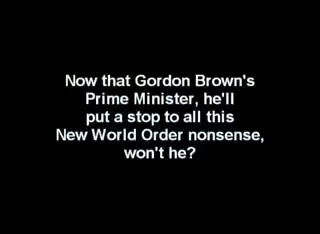 Now that Gordon Brown's
Prime Minister, he'll
put a stop to all this
New World Order nonsense,
won't he?